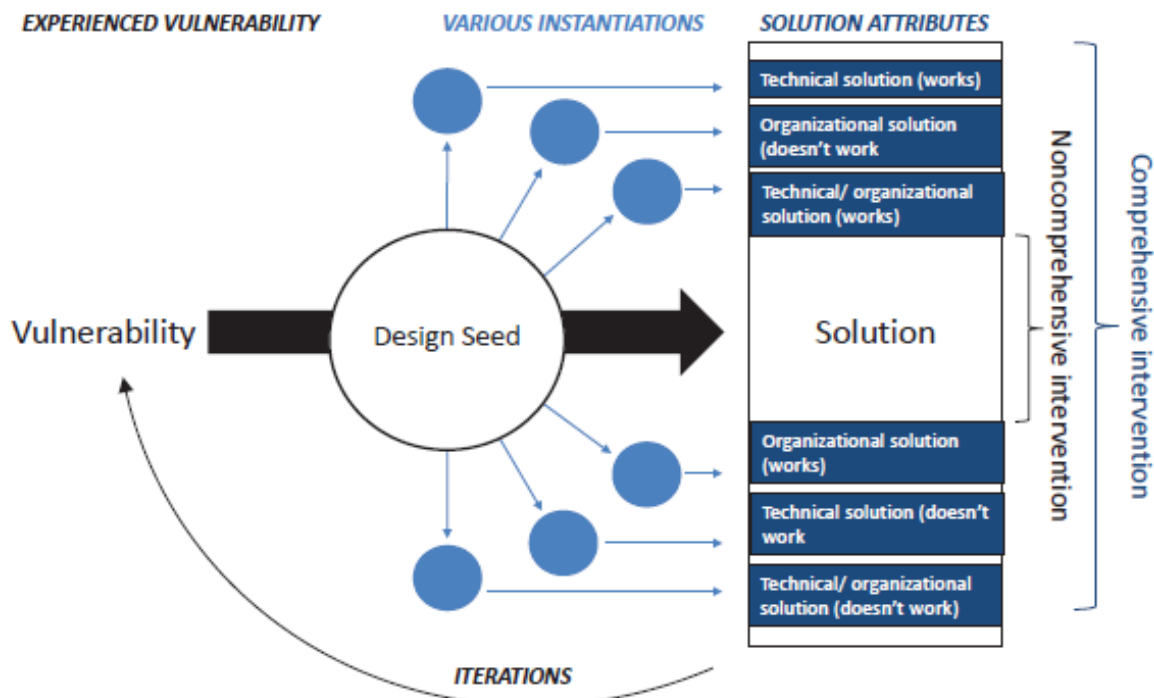 EXPERIENCED VULNERABILITY
VARIOUS INSTANTIATIONS
SOLUTION ATTRIBUTES
Technical solution (works)
Organizational solution
(doesn't work
Technical/ organizational
solution (works)
Vulnerability
Design Seed
Solution
Organizational solution
(works)
Technical solution (doesn't
work
Technical/ organizational
solution (doesn't work)
Noncomprehensive intervention
Comprehensive intervention
ITERATIONS